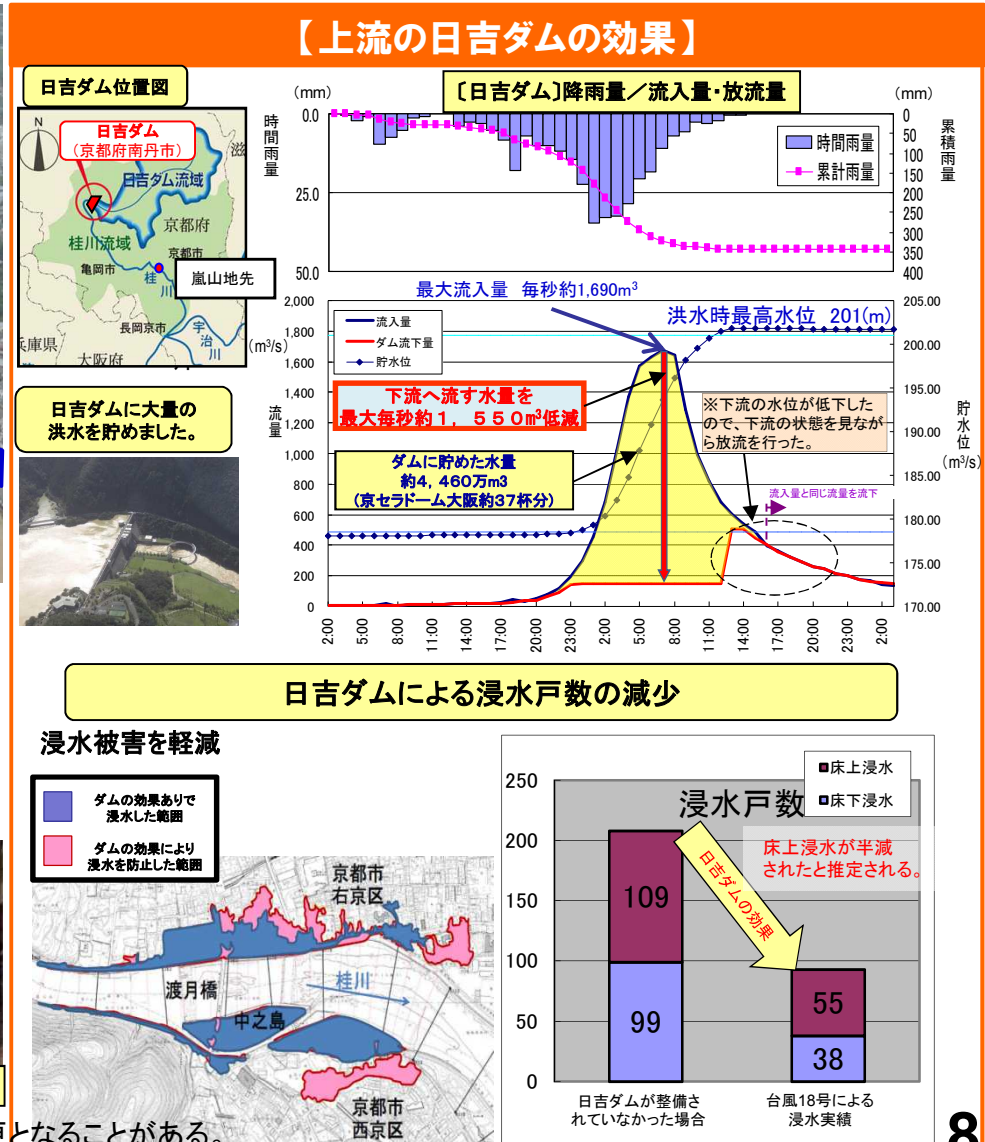 【上流の日吉ダムの効果】
日吉ダム位置図
N
日吉ダム
(京都府南丹市)
滋
日吉ダム流域
京都府
桂川流域
京都市
亀岡市
桂
川
嵐山地先
長岡京市
宇
治
川
兵庫県
大阪府
日吉ダムに大量の
洪水を貯めました。
〔日吉ダム〕降雨量/流入量・放流量
(mm)
(mm)
時間雨量
累積雨量
0.0
25.0
50.0
0
50
100
150
200
250
300
350
400
時間雨量
累計雨量
最大流入量 毎秒約1,690m³
洪水時最高水位 201(m)
流入量
ダム流下量
貯水位
(m³/s)
流量
2,000
1,800
1,600
1,400
1,200
1,000
800
600
400
200
0
205.00
200.00
195.00
190.00
185.00
180.00
175.00
170.00
貯水位
(m³/s)
下流へ流す水量を
最大毎秒約1,550m³低減
ダムに貯めた水量
約4,460万m3
(京セラドーム大阪約37杯分)
※下流の水位が低下した
ので、下流の状態を見なが
ら放流を行った。
流入量と同じ流量を流下
2:00
5:00
8:00
11:00
14:00
17:00
20:00
23:00
2:00
5:00
8:00
11:00
14:00
17:00
20:00
23:00
2:00
日吉ダムによる浸水戸数の減少
浸水被害を軽減
ダムの効果ありで
浸水した範囲
ダムの効果により
浸水を防止した範囲
京都市
右京区
渡月橋
桂川
中之島
京都市
西京区
浸水戸数
床上浸水
床下浸水
250
200
150
100
50
0
109
99
55
38
日吉ダムの効果
床上浸水が半減
されたと推定される。
日吉ダムが整備さ
れていなかった場合
台風18号による
浸水実績
となることがある。
8